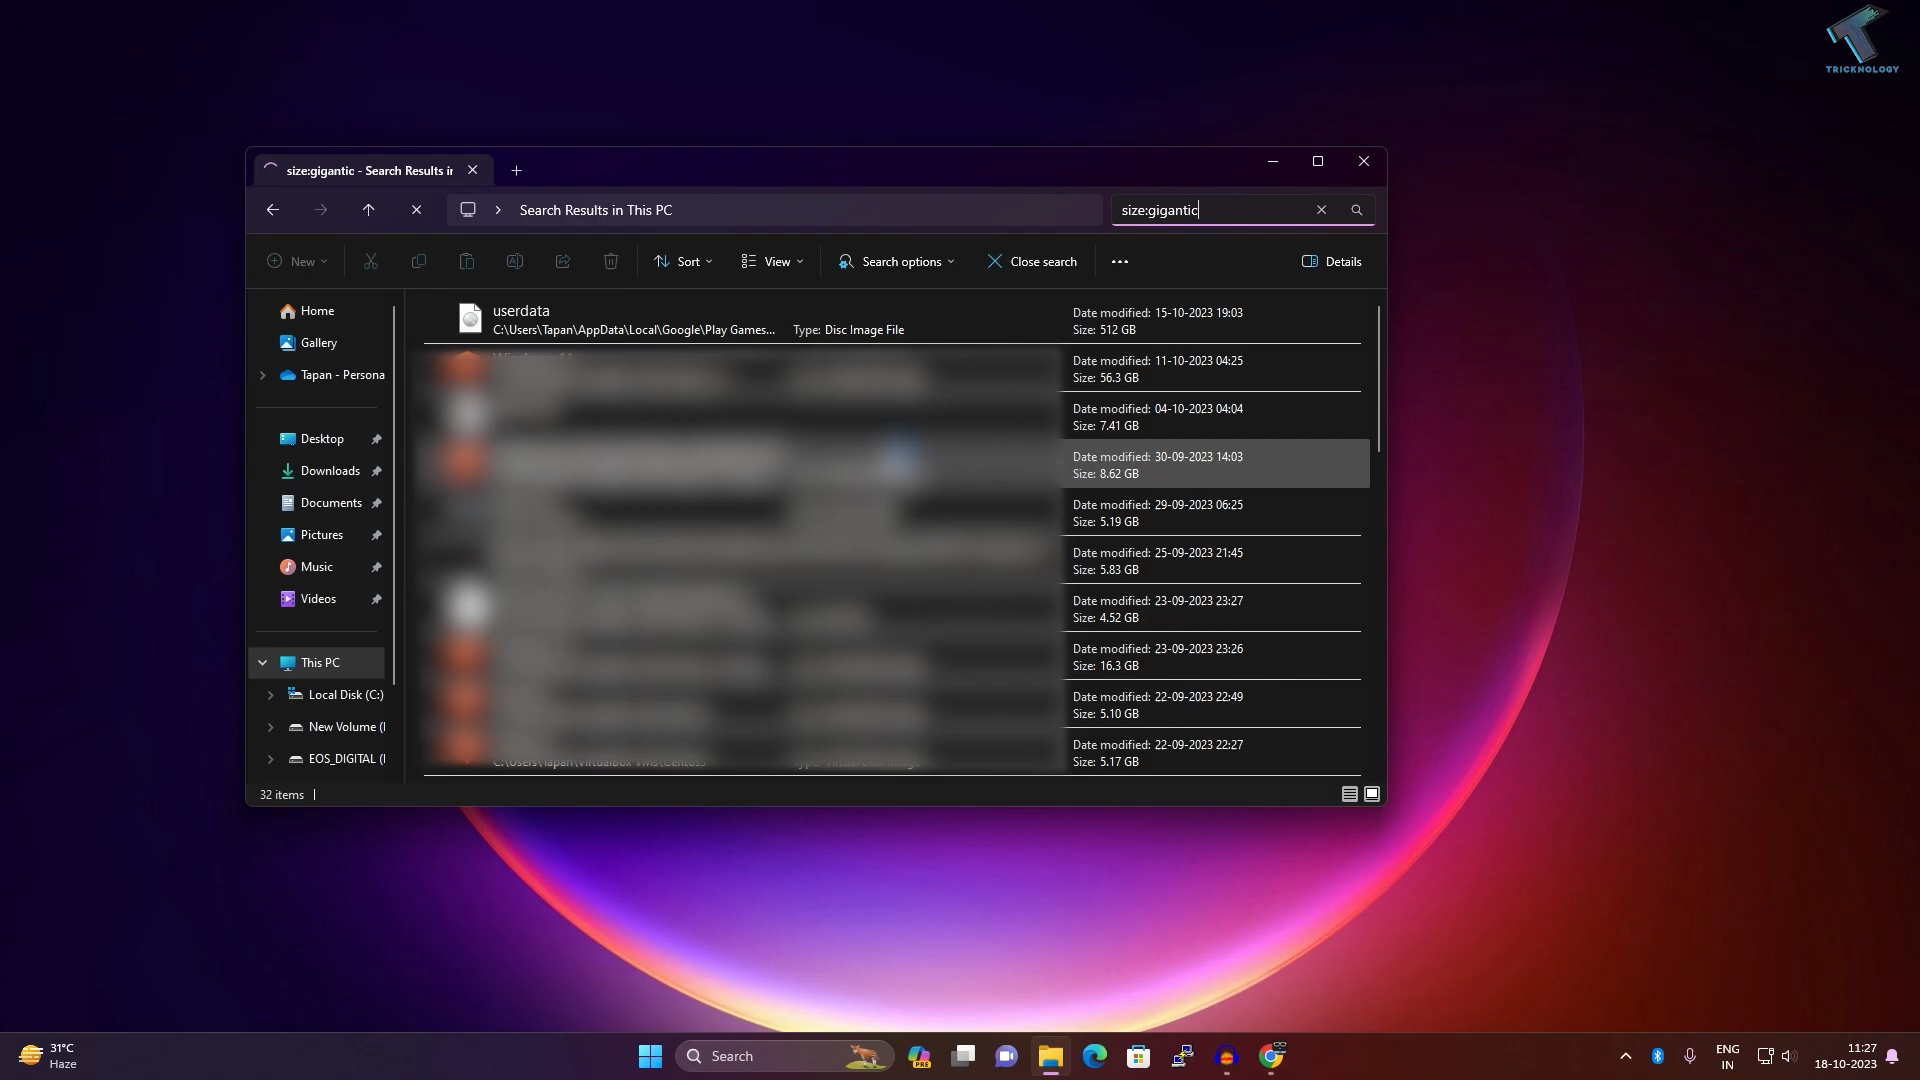 TRICKNOLOGY
size:gigantic - Search Results in
Search Results in This PC
size:gigantic
New
Sort
View
Search options
Close search
Details
Home
Gallery
Tapan - Persona
Desktop
Downloads
Documents
Pictures
Music
Videos
This PC
Local Disk (C:)
New Volume (
EOS_DIGITAL (
userdata
C:\Users\Tapan\AppData\Local\Google\Play Games...
Type: Disc Image File
Date modified: 15-10-2023 19:03
Size: 512 GB
Date modified: 11-10-2023 04:25
Size: 56.3 GB
Date modified: 04-10-2023 04:04
Size: 7.41 GB
Date modified: 30-09-2023 14:03
Size: 8.62 GB
Date modified: 29-09-2023 06:25
Size: 5.19 GB
Date modified: 25-09-2023 21:45
Size: 5.83 GB
Date modified: 23-09-2023 23:27
Size: 4.52 GB
Date modified: 23-09-2023 23:26
Size: 16.3 GB
Date modified: 22-09-2023 22:49
Size: 5.10 GB
Date modified: 22-09-2023 22:27
Size: 5.17 GB
32 items
31°C
Haze
Search
PRE
ENG
IN
11:27
18-10-2023